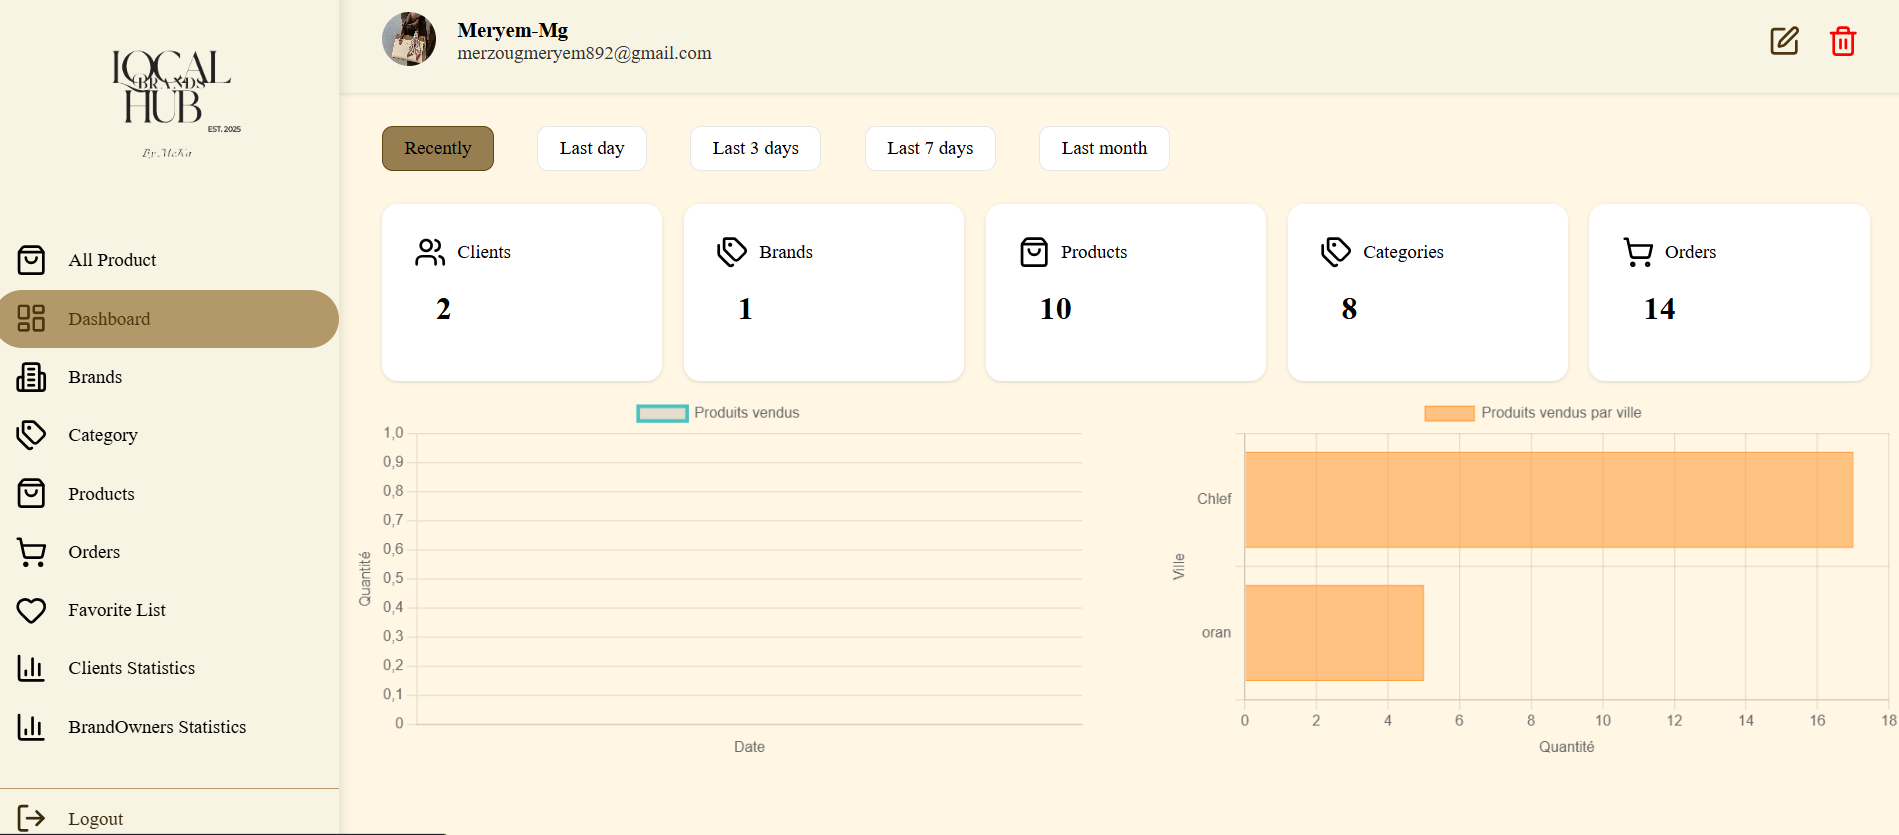 LOCAL
BRANDS
HUB
EST. 2025
By MeKa
All Product
Dashboard
Brands
Category
Products
Orders
Favorite List
Clients Statistics
BrandOwners Statistics
Logout
Meryem-Mg
merzougmeryem892@gmail.com
Recently
Last day
Last 3 days
Last 7 days
Last month
Clients
2
Brands
1
Products
10
Categories
8
Orders
14
Produits vendus
1,0
0,9
0,8
0,7
0,6
0,5
0,4
0,3
0,2
0,1
0
Quantité
Date
Produits vendus par ville
Chlef
oran
Ville
0 2 4 6 8 10 12 14 16 18
Quantité